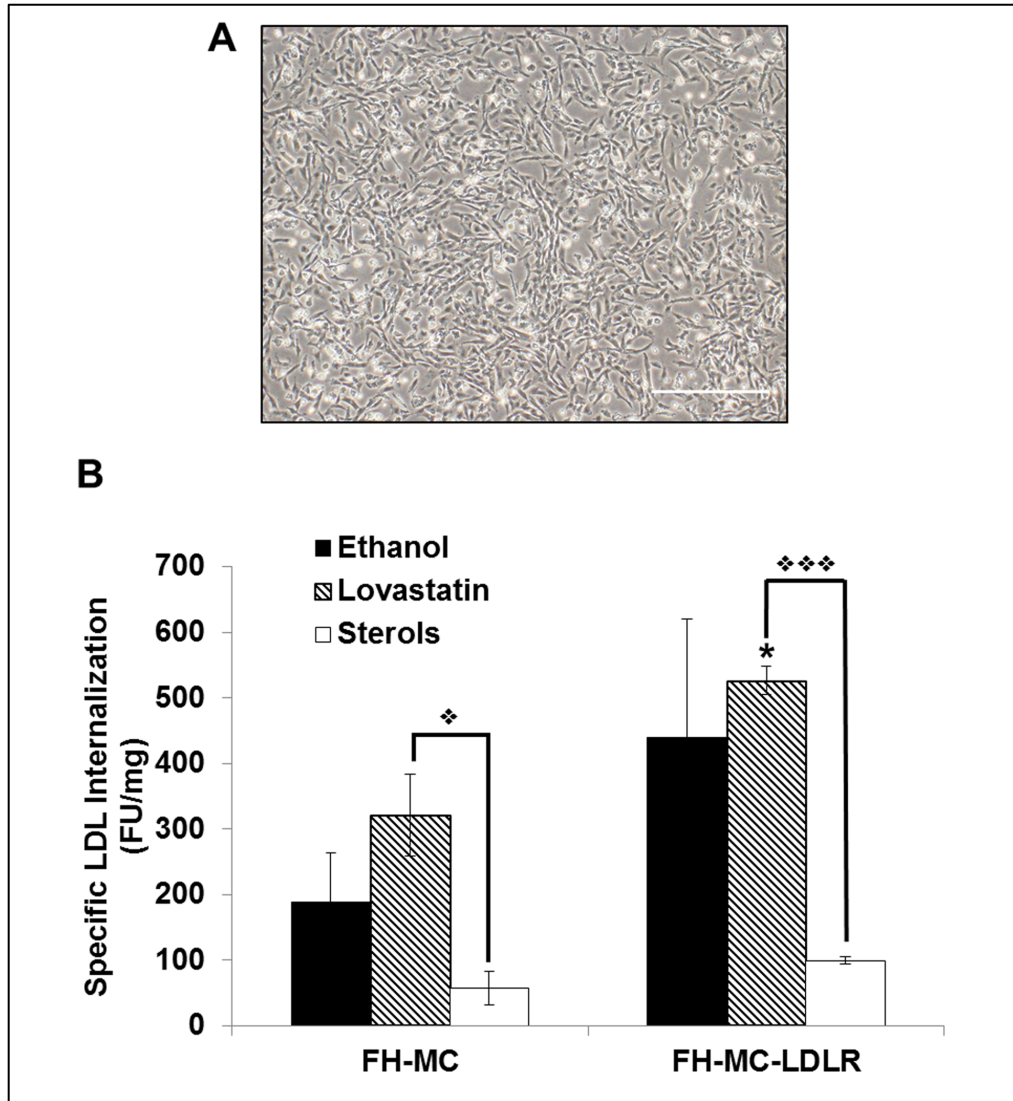 A
B
Ethanol
Lovastatin
Sterols
Specific LDL Internalization
(FU/mg)
700
600
500
400
300
200
100
0
❖
❖❖❖
*
FH-MC
FH-MC-LDLR